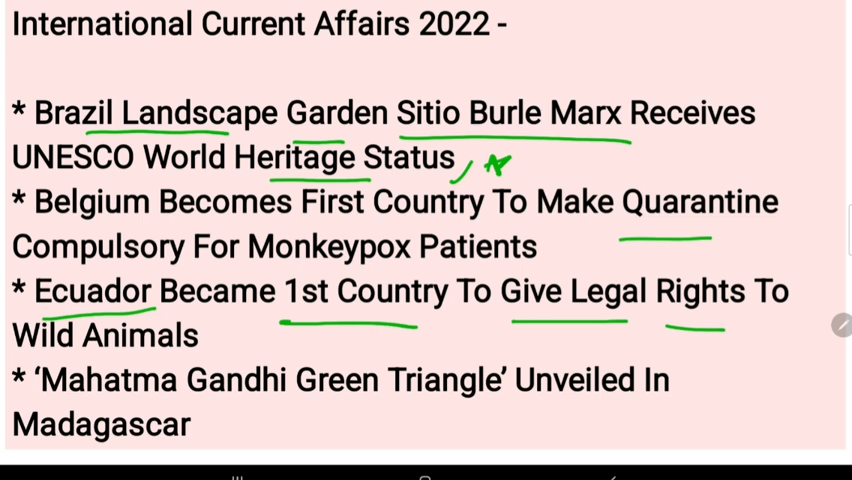 International Current Affairs 2022 -
* Brazil Landscape Garden Sitio Burle Marx Receives
UNESCO World Heritage Status
* Belgium Becomes First Country To Make Quarantine
Compulsory For Monkeypox Patients
* Ecuador Became 1st Country To Give Legal Rights To
Wild Animals
* ‘Mahatma Gandhi Green Triangle’ Unveiled In
Madagascar